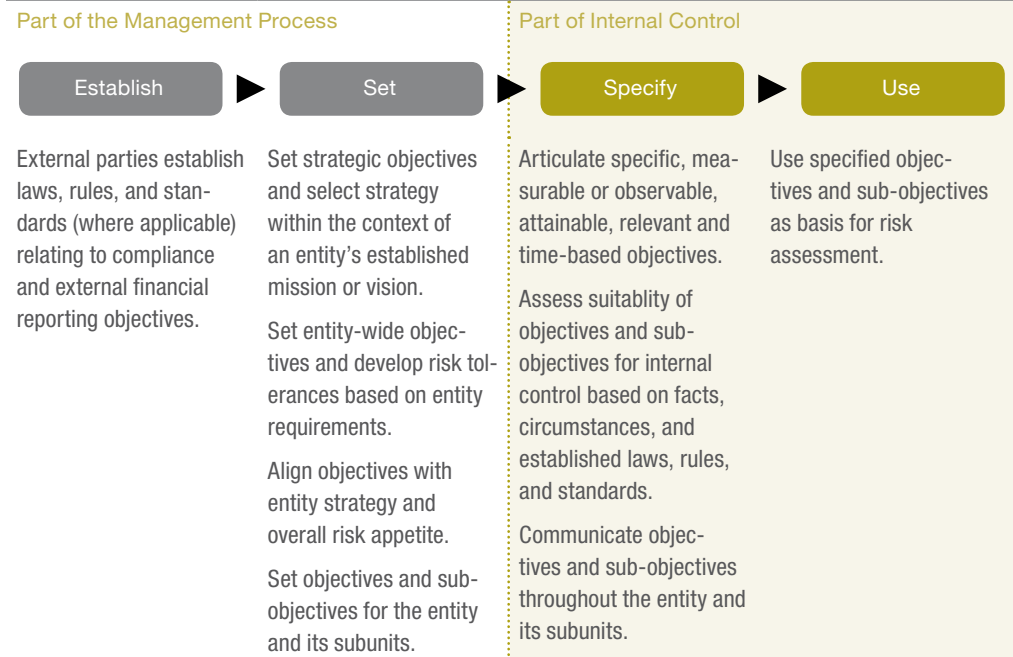 Part of the Management Process
Part of Internal Control
Establish
Set
Specify
Use
External parties establish
laws, rules, and stan-
dards (where applicable)
relating to compliance
and external financial
reporting objectives.
Set strategic objectives
and select strategy
within the context of
an entity’s established
mission or vision.
Set entity-wide objec-
tives and develop risk tol-
erances based on entity
requirements.
Align objectives with
entity strategy and
overall risk appetite.
Set objectives and sub-
objectives for the entity
and its subunits.
Articulate specific, mea-
surable or observable,
attainable, relevant and
time-based objectives.
Assess suitablity of
objectives and sub-
objectives for internal
control based on facts,
circumstances, and
established laws, rules,
and standards.
Communicate objec-
tives and sub-objectives
throughout the entity and
its subunits.
Use specified objec-
tives and sub-objectives
as basis for risk
assessment.